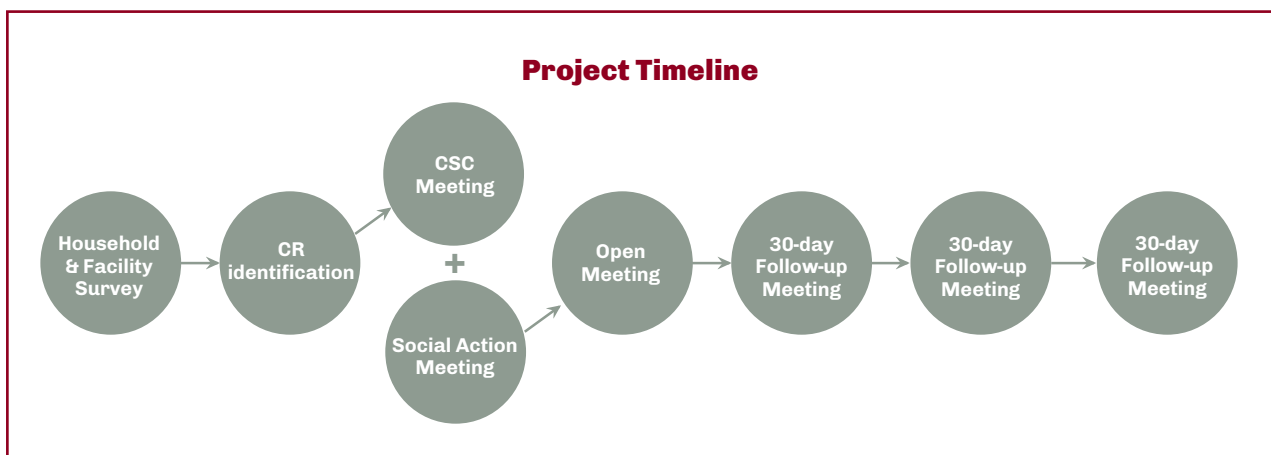 Project Timeline
Household
& Facility
Survey
CR
identification
CSC
Meeting
+
Social Action
Meeting
Open
Meeting
30-day
Follow-up
Meeting
30-day
Follow-up
Meeting
30-day
Follow-up
Meeting